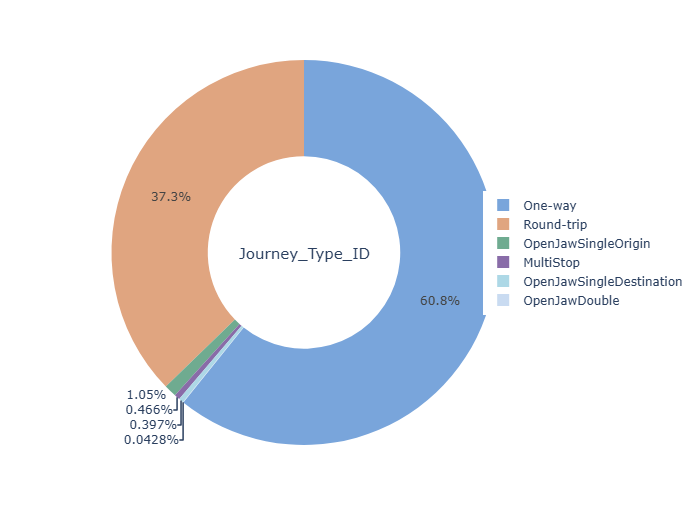 37.3%
Journey_Type_ID
60.8%
1.05%
0.466%
0.397%
0.0428%
One-way
Round-trip
OpenJawSingleOrigin
MultiStop
OpenJawSingleDestination
OpenJawDouble